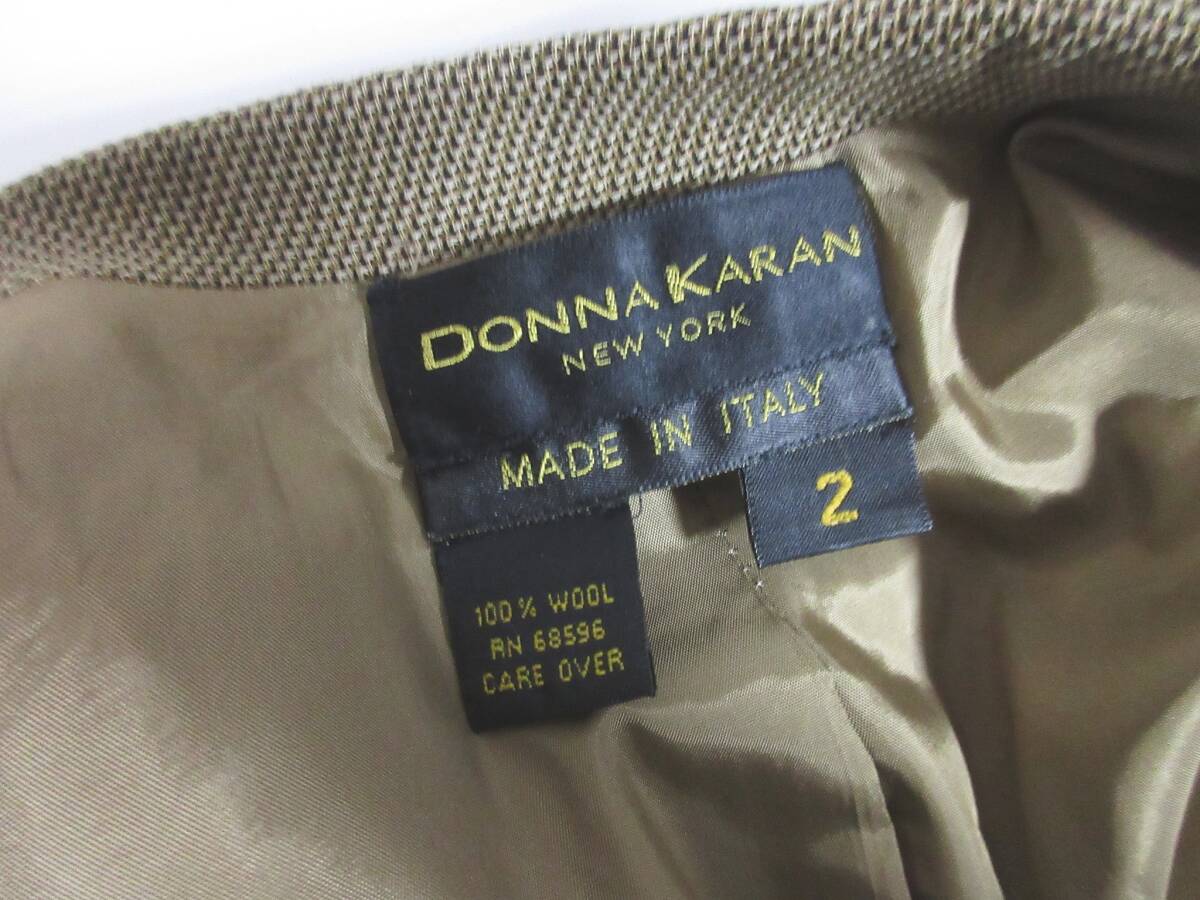 DONNA KARAN
NEW YORK
MADE IN ITALY
2
100% WOOL
RN 68596
CARE OVER